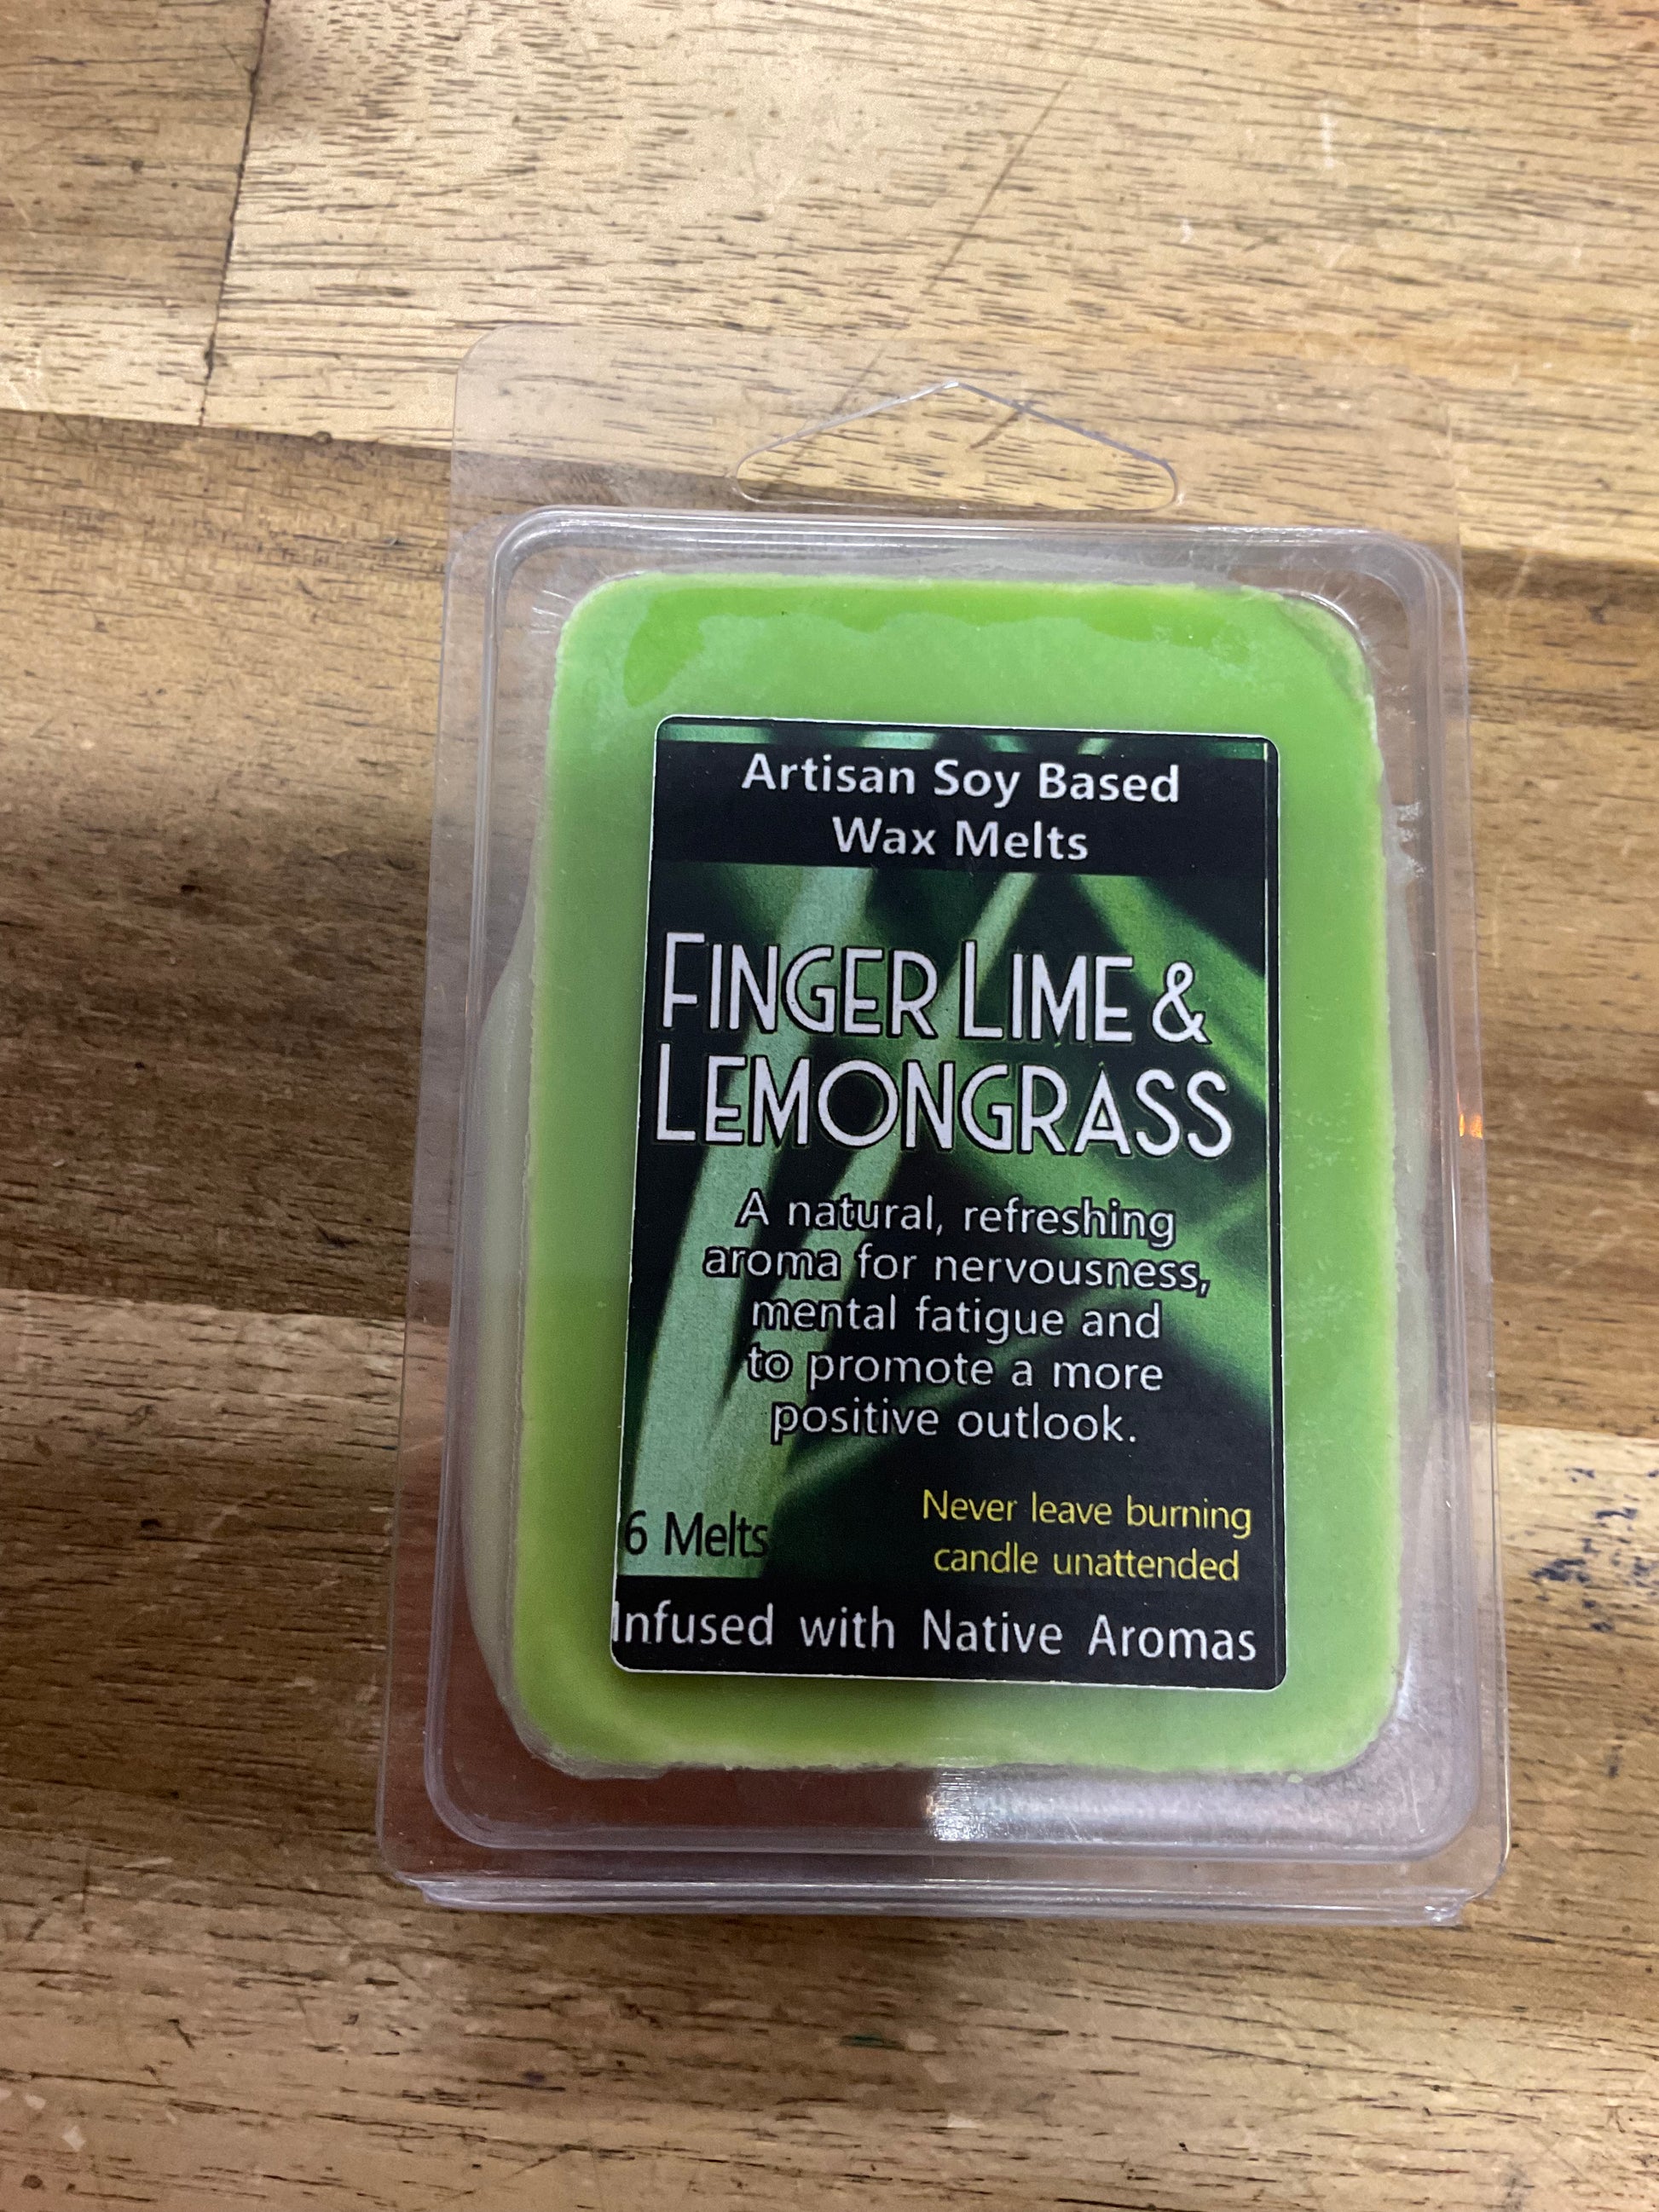 Artisan Soy Based
Wax Melts
FINGER LIME &
LEMONGRASS
A natural, refreshing
aroma for nervousness,
mental fatigue and
to promote a more
positive outlook.
6 Melts
Never leave burning
candle unattended
Infused with Native Aromas